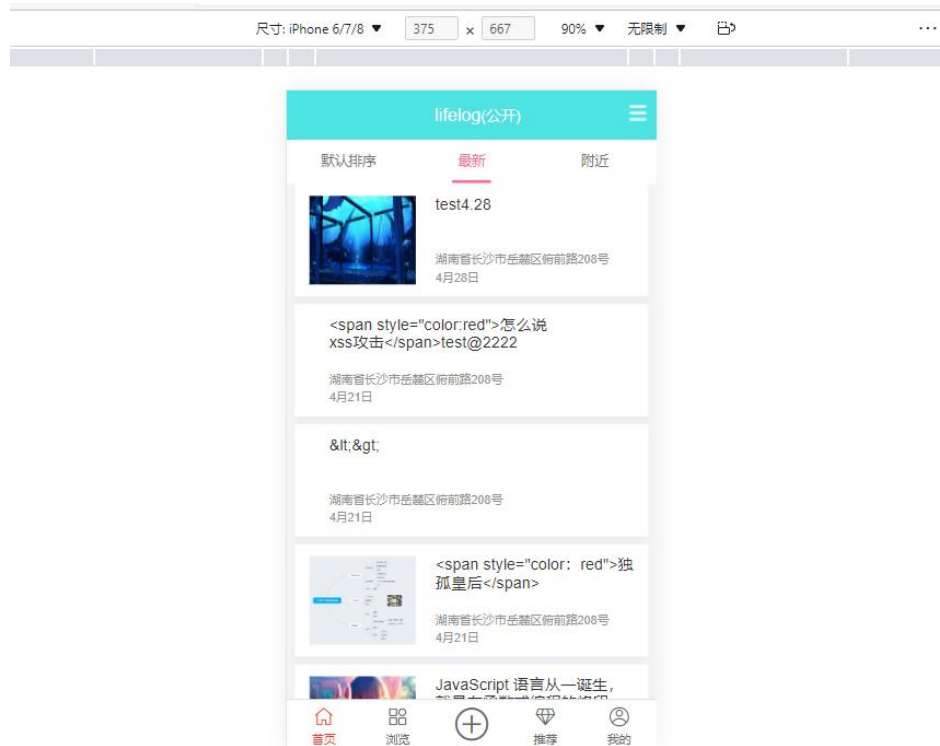 尺寸: iPhone 6/7/8 ▼ 375 x 667 90% ▼ 无限制 ▼
lifelog(公开)
默认排序 最新 附近
test4.28
湖南省长沙市岳麓区俯前路208号
4月28日
<span style="color:red">怎么说
xss攻击</span>test@2222
湖南省长沙市岳麓区俯前路208号
4月21日
&lt;&gt;
湖南省长沙市岳麓区俯前路208号
4月21日
<span style="color：red">独
孤皇后</span>
湖南省长沙市岳麓区俯前路208号
4月21日
JavaScript 语言从一诞生，
首页 浏览 推荐 我的